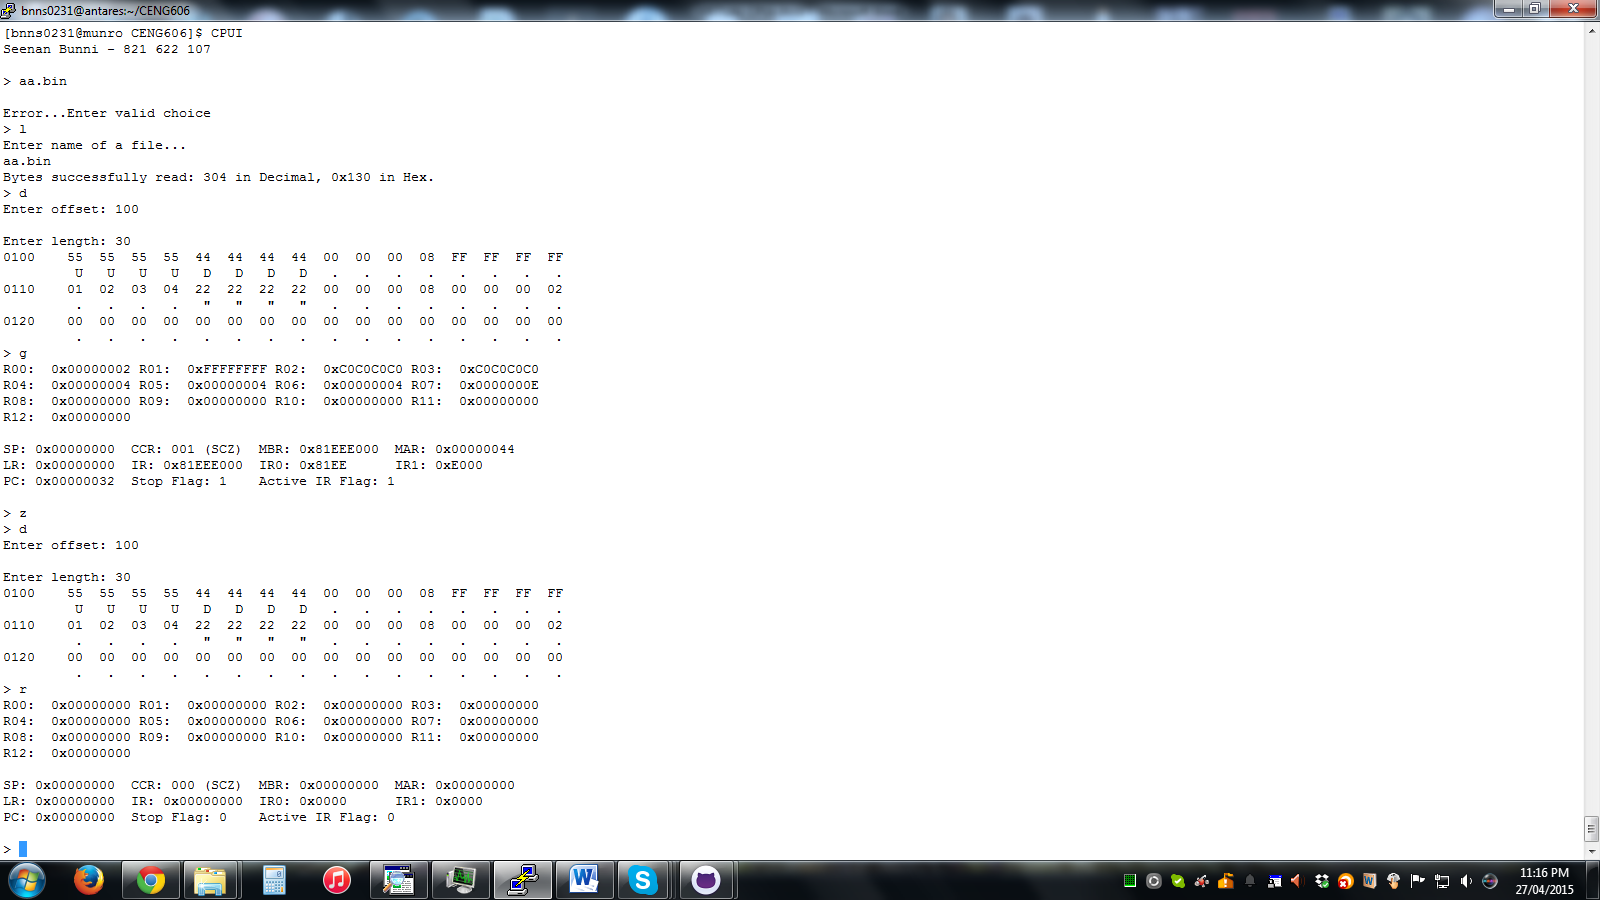 bnns0231@antares:~/CENG606
[bnns0231@munro CENG606]$ CPUI
Seenan Bunni - 821 622 107
> aa.bin
Error...Enter valid choice
> l
Enter name of a file...
aa.bin
Bytes successfully read: 304 in Decimal, 0x130 in Hex.
> d
Enter offset: 100
Enter length: 30
0100 55 55 55 55 44 44 44 44 00 00 00 08 FF FF FF FF
U U U U D D D D . . . . . . . .
0110 01 02 03 04 22 22 22 22 00 00 00 08 00 00 00 02
. . . . " " " " . . . . . . . .
0120 00 00 00 00 00 00 00 00 00 00 00 00 00 00 00 00
. . . . . . . . . . . . . . . .
> g
R00: 0x00000002 R01: 0xFFFFFFFF R02: 0xC0C0C0C0 R03: 0xC0C0C0C0
R04: 0x00000004 R05: 0x00000004 R06: 0x00000004 R07: 0x0000000E
R08: 0x00000000 R09: 0x00000000 R10: 0x00000000 R11: 0x00000000
R12: 0x00000000
SP: 0x00000000 CCR: 001 (SCZ) MBR: 0x81EEE000 MAR: 0x00000044
LR: 0x00000000 IR: 0x81EEE000 IR0: 0x81EE IR1: 0xE000
PC: 0x00000032 Stop Flag: 1 Active IR Flag: 1
> z
> d
Enter offset: 100
Enter length: 30
0100 55 55 55 55 44 44 44 44 00 00 00 08 FF FF FF FF
U U U U D D D D . . . . . . . .
0110 01 02 03 04 22 22 22 22 00 00 00 08 00 00 00 02
. . . . " " " " . . . . . . . .
0120 00 00 00 00 00 00 00 00 00 00 00 00 00 00 00 00
. . . . . . . . . . . . . . . .
> r
R00: 0x00000000 R01: 0x00000000 R02: 0x00000000 R03: 0x00000000
R04: 0x00000000 R05: 0x00000000 R06: 0x00000000 R07: 0x00000000
R08: 0x00000000 R09: 0x00000000 R10: 0x00000000 R11: 0x00000000
R12: 0x00000000
SP: 0x00000000 CCR: 000 (SCZ) MBR: 0x00000000 MAR: 0x00000000
LR: 0x00000000 IR: 0x00000000 IR0: 0x0000 IR1: 0x0000
PC: 0x00000000 Stop Flag: 0 Active IR Flag: 0
>
11:16 PM
27/04/2015